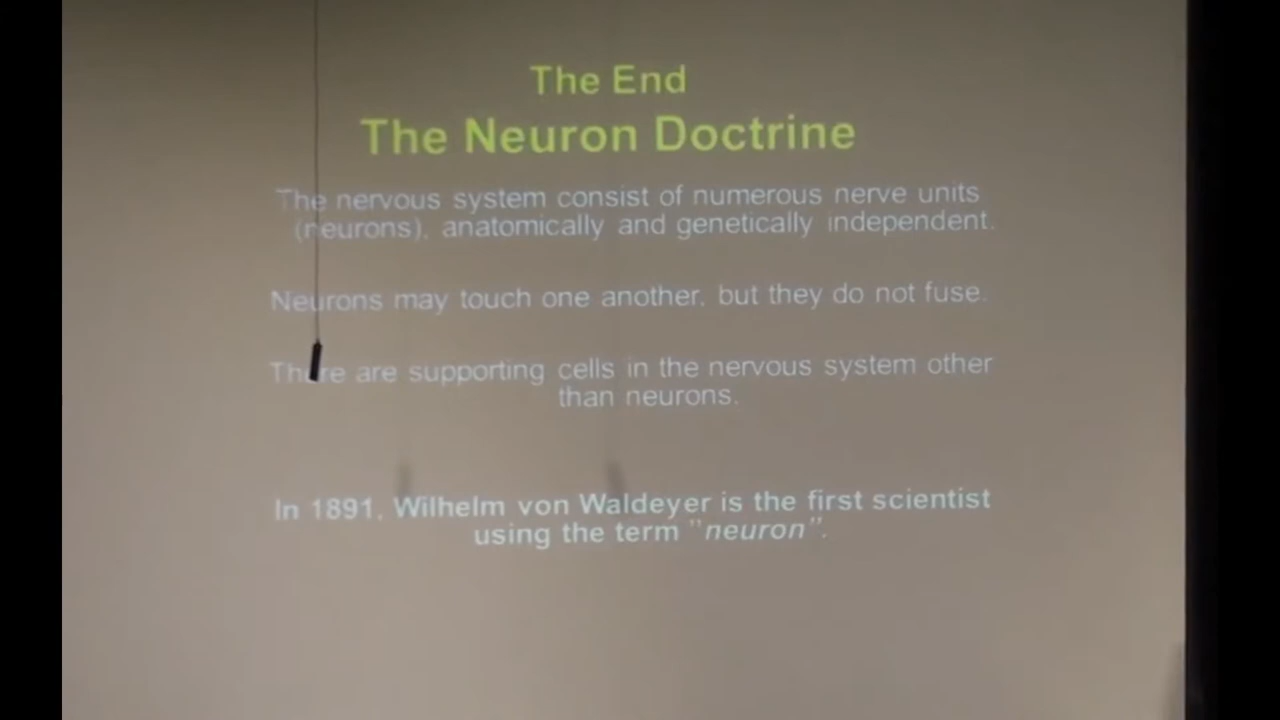 The End
The Neuron Doctrine
The nervous system consist of numerous nerve units
(neurons), anatomically and genetically independent.
Neurons may touch one another, but they do not fuse.
There are supporting cells in the nervous system other
than neurons.
In 1891, Wilhelm von Waldeyer is the first scientist
using the term "neuron".